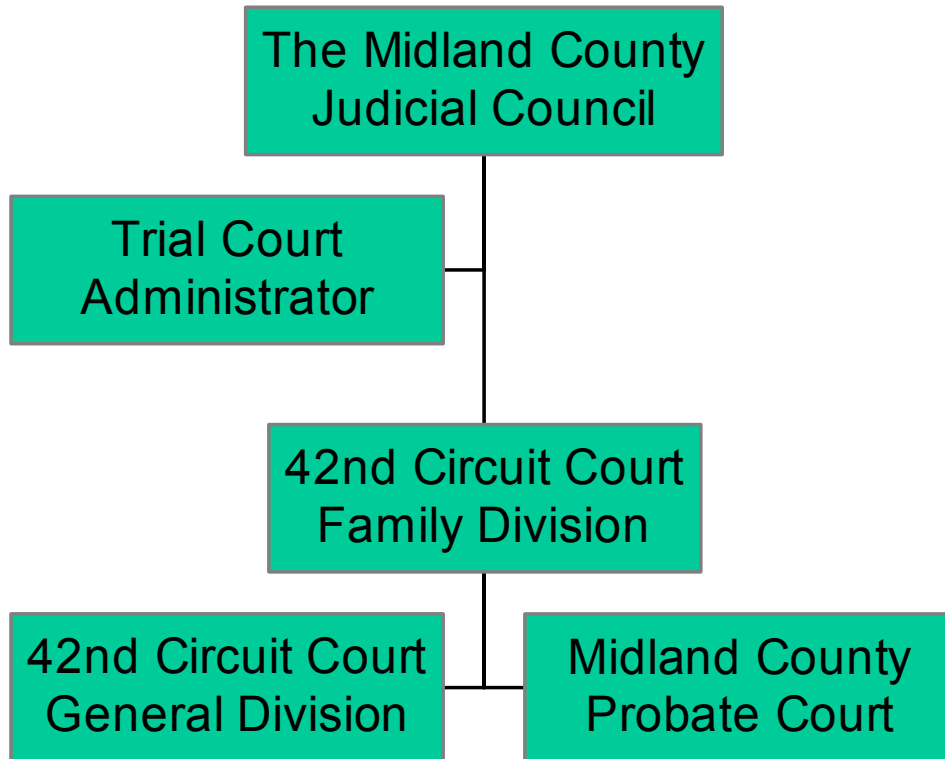 The Midland County
Judicial Council
Trial Court
Administrator
42nd Circuit Court
Family Division
42nd Circuit Court
General Division
Midland County
Probate Court